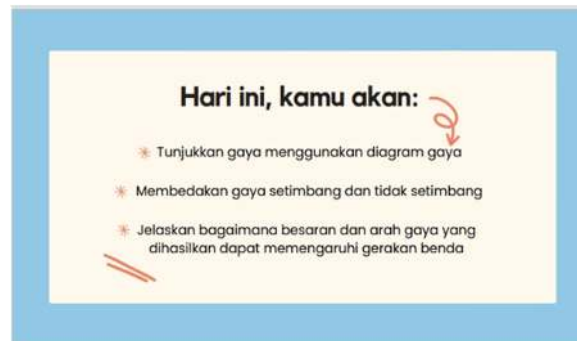 Hari ini, kamu akan:
Tunjukkan gaya menggunakan diagram gaya
Membedakan gaya setimbang dan tidak setimbang
Jelaskan bagaimana besaran dan arah gaya yang
dihasilkan dapat memengaruhi gerakan benda